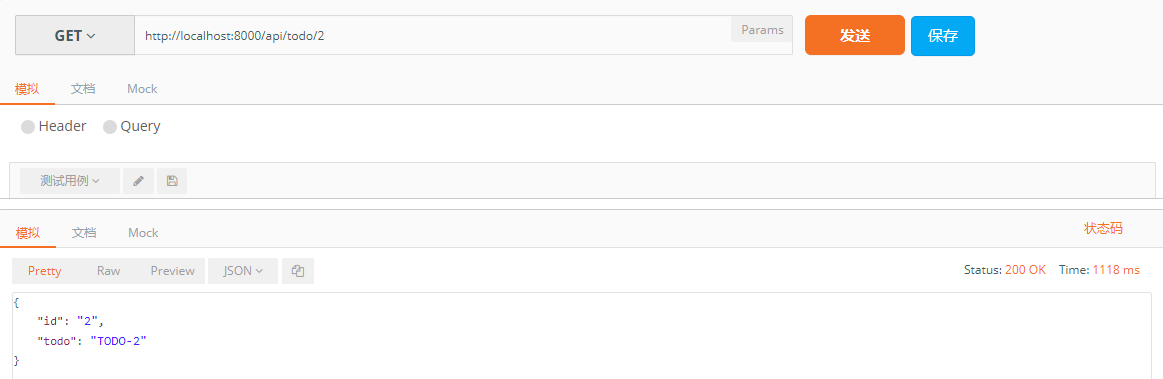 GET http://localhost:8000/api/todo/2 Params 发送 保存
模拟 文档 Mock
Header Query
测试用例
模拟 文档 Mock 状态码
Pretty Raw Preview JSON Status: 200 OK Time: 1118 ms
{
"id": "2",
"todo": "TODO-2"
}